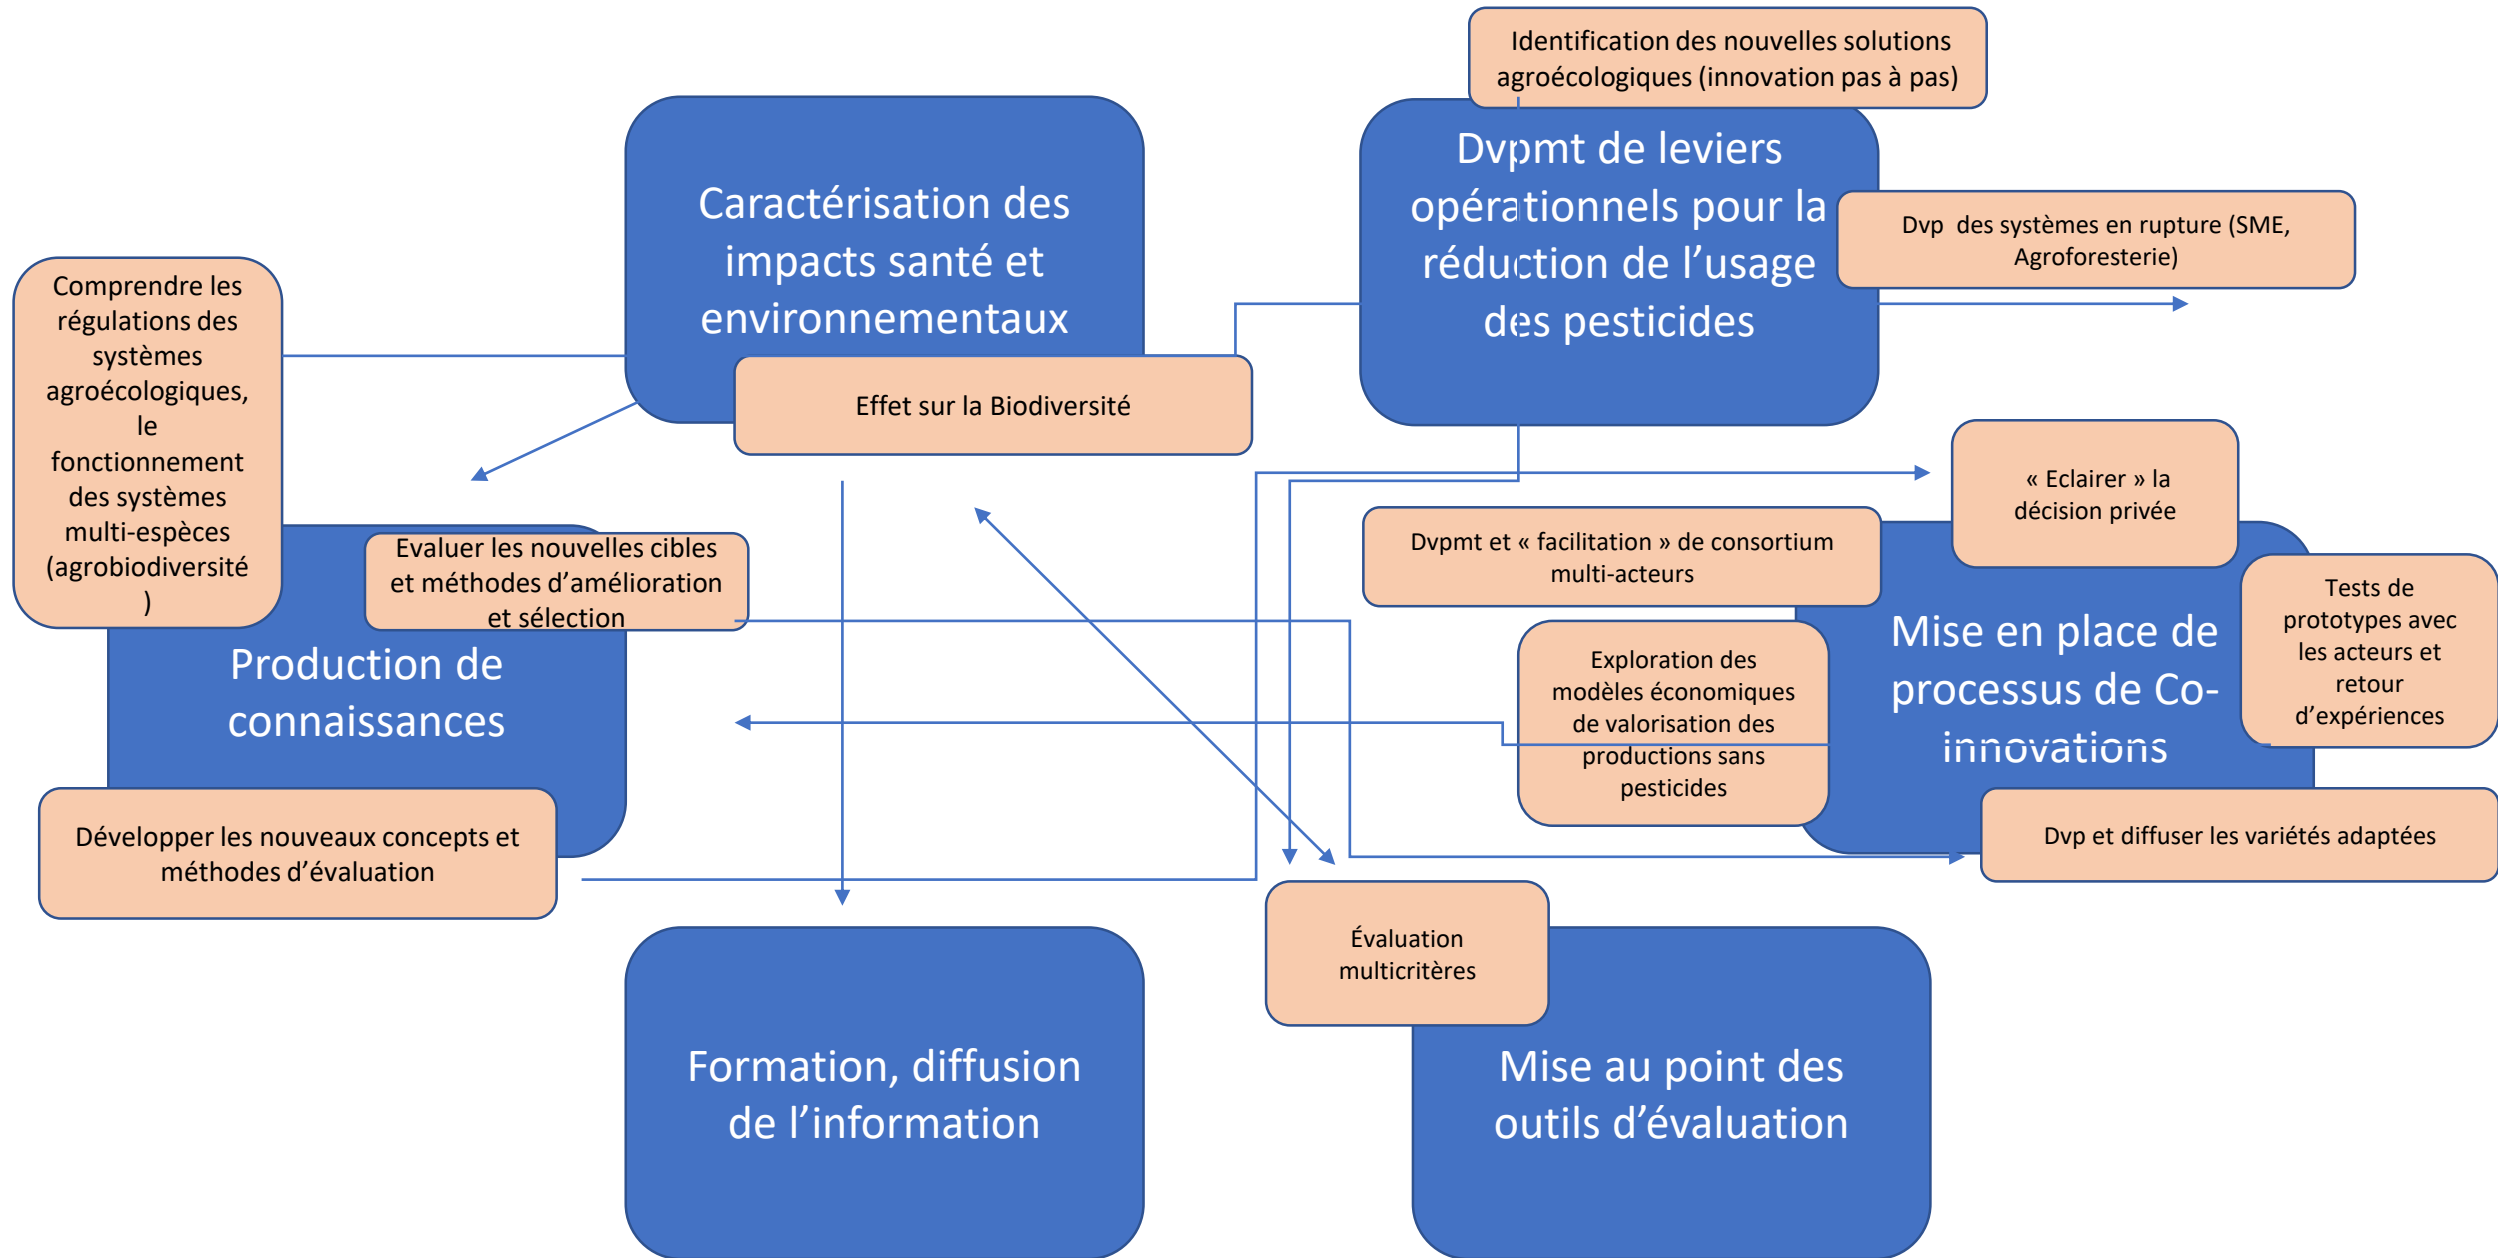 Identification des nouvelles solutions
agroécologiques (innovation pas à pas)
Caractérisation des
impacts santé et
environnementaux
Dvpmt de leviers
opérationnels pour la
réduction de l’usage
des pesticides
Dvp  des systèmes en rupture (SME,
Agroforesterie)
Effet sur la Biodiversité
Comprendre les
régulations des
systèmes
agroécologiques,
le
fonctionnement
des systèmes
multi-espèces
(agrobiodiversité
)
Evaluer les nouvelles cibles
et méthodes d’amélioration
et sélection
Production de
connaissances
Développer les nouveaux concepts et
méthodes d’évaluation
« Eclairer » la
décision privée
Dvpmt et « facilitation » de consortium
multi-acteurs
Exploration des
modèles économiques
de valorisation des
productions sans
pesticides
Mise en place de
processus de Co-
innovations
Tests de
prototypes avec
les acteurs et
retour
d’expériences
Dvp et diffuser les variétés adaptées
Évaluation
multicritères
Formation, diffusion
de l’information
Mise au point des
outils d’évaluation